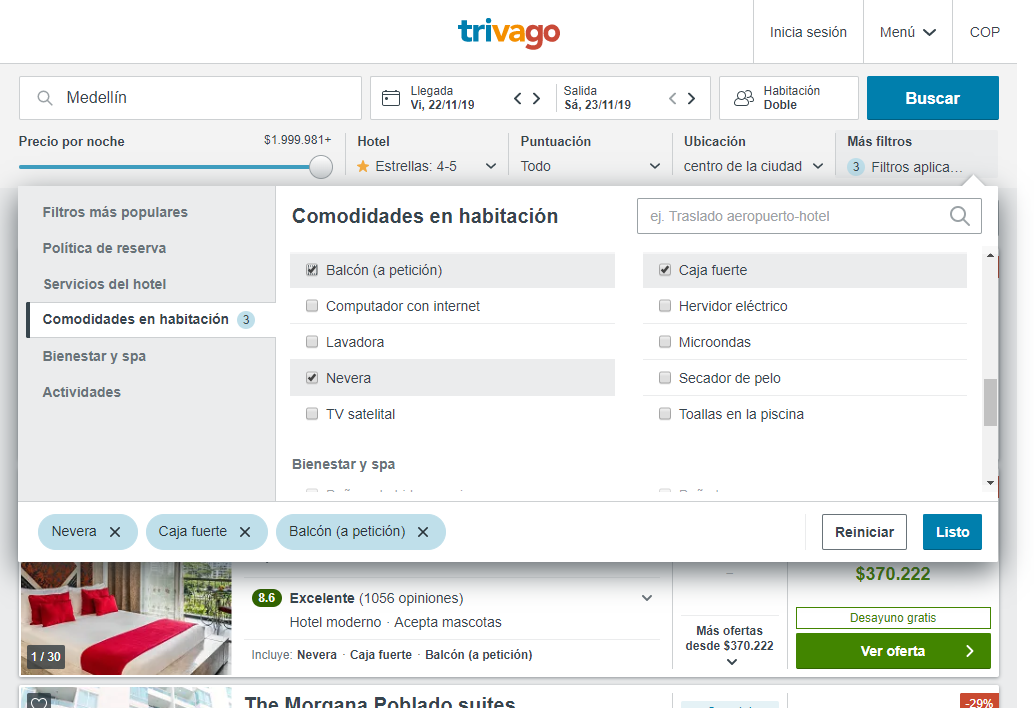 trivago
Inicia sesión
Menú
COP
Medellín
Llegada
Vi, 22/11/19
Salida
Sá, 23/11/19
Habitación
Doble
Buscar
Precio por noche
$1.999.981+
Hotel
Estrellas: 4-5
Puntuación
Todo
Ubicación
centro de la ciudad
Más filtros
3 Filtros aplica...
Filtros más populares
Política de reserva
Servicios del hotel
Comodidades en habitación 3
Bienestar y spa
Actividades
Comodidades en habitación
ej. Traslado aeropuerto-hotel
Balcón (a petición)
Caja fuerte
Computador con internet
Hervidor eléctrico
Lavadora
Microondas
Nevera
Secador de pelo
TV satelital
Toallas en la piscina
Bienestar y spa
Nevera
Caja fuerte
Balcón (a petición)
Reiniciar
Listo
1 / 30
8.6 Excelente (1056 opiniones)
Hotel moderno · Acepta mascotas
Incluye: Nevera · Caja fuerte · Balcón (a petición)
Más ofertas
desde $370.222
$370.222
Desayuno gratis
Ver oferta
The Morgana Poblado suites
-29%